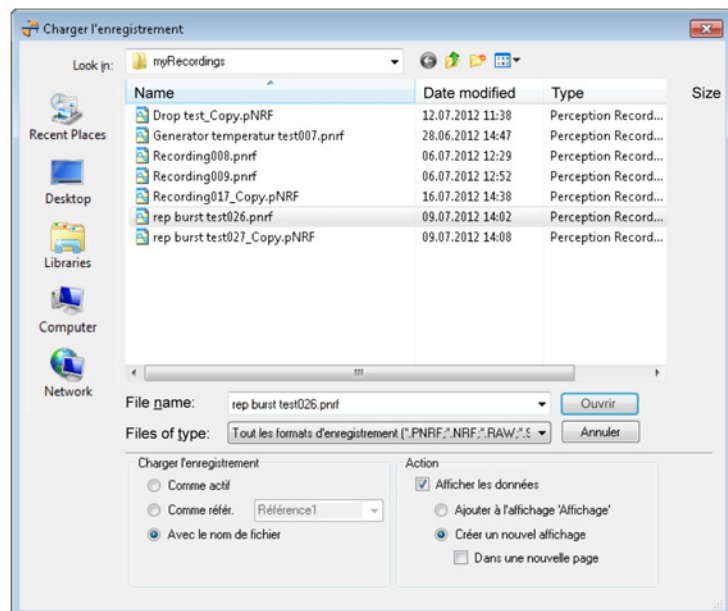 Charger l'enregistrement
Look in: myRecordings
Name Date modified Type Size
Drop test_Copy.pNRF 12.07.2012 11:38 Perception Record...
Generator temperatur test007.pnrf 28.06.2012 14:47 Perception Record...
Recording008.pnrf 06.07.2012 12:29 Perception Record...
Recording009.pnrf 06.07.2012 12:52 Perception Record...
Recording017_Copy.pNRF 16.07.2012 14:38 Perception Record...
rep burst test026.pnrf 09.07.2012 14:02 Perception Record...
rep burst test027_Copy.pNRF 09.07.2012 14:08 Perception Record...
Recent Places
Desktop
Libraries
Computer
Network
File name: rep burst test026.pnrf Ouvrir
Files of type: Tout les formats d'enregistrement (*.PNRF;*.NRF;*.RAW;*.S Annuler
Charger l'enregistrement
Comme actif
Comme référ. Référence1
Avec le nom de fichier
Action
Afficher les données
Ajouter à l'affichage 'Affichage'
Créer un nouvel affichage
Dans une nouvelle page